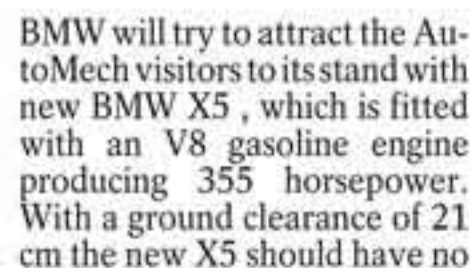 BMW will try to attract the Au-
toMech visitors to its stand with
new BMW X5 , which is fitted
with an V8 gasoline engine
producing 355 horsepower.
With a ground clearance of 21
cm the new X5 should have no